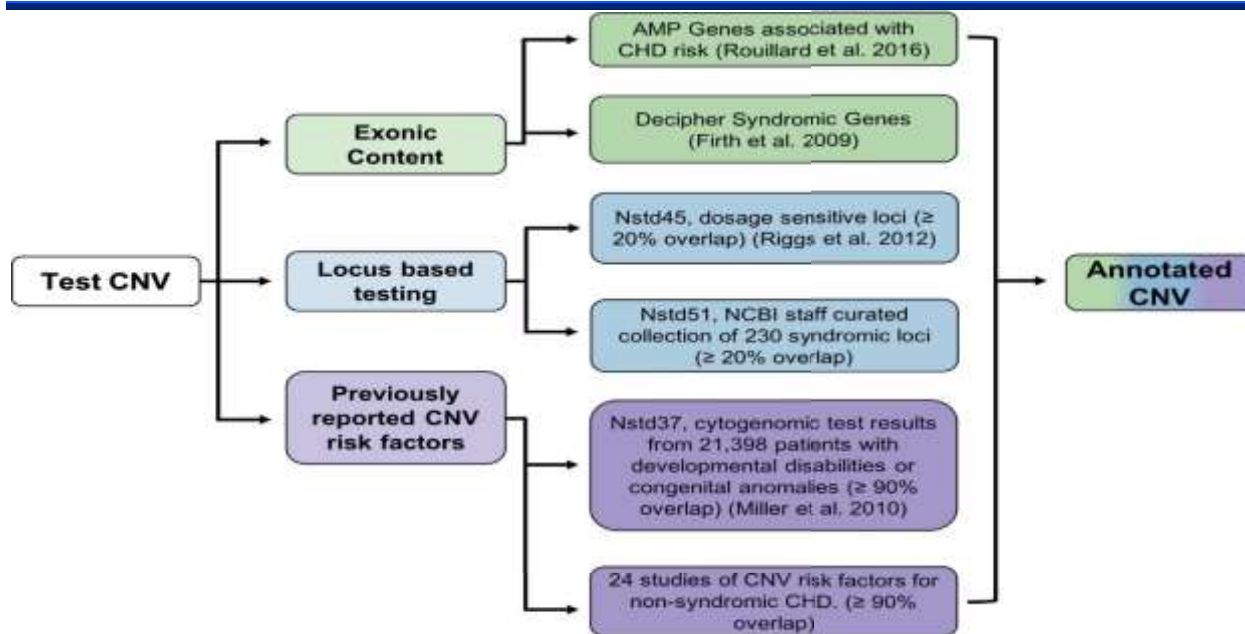 AMP Genes associated with
CHD risk (Rouillard et al. 2016)
Exonic
Content
Decipher Syndromic Genes
(Firth et al. 2009)
Nstd45, dosage sensitive loci (≥
20% overlap) (Riggs et al. 2012)
Test CNV
Locus based
testing
Annotated
CNV
Nstd51, NCBI staff curated
collection of 230 syndromic loci
(≥ 20% overlap)
Previously
reported CNV
risk factors
Nstd37, cytogenomic test results
from 21,398 patients with
developmental disabilities or
congenital anomalies (≥ 90%
overlap) (Miller et al. 2010)
24 studies of CNV risk factors for
non-syndromic CHD. (≥ 90%
overlap)